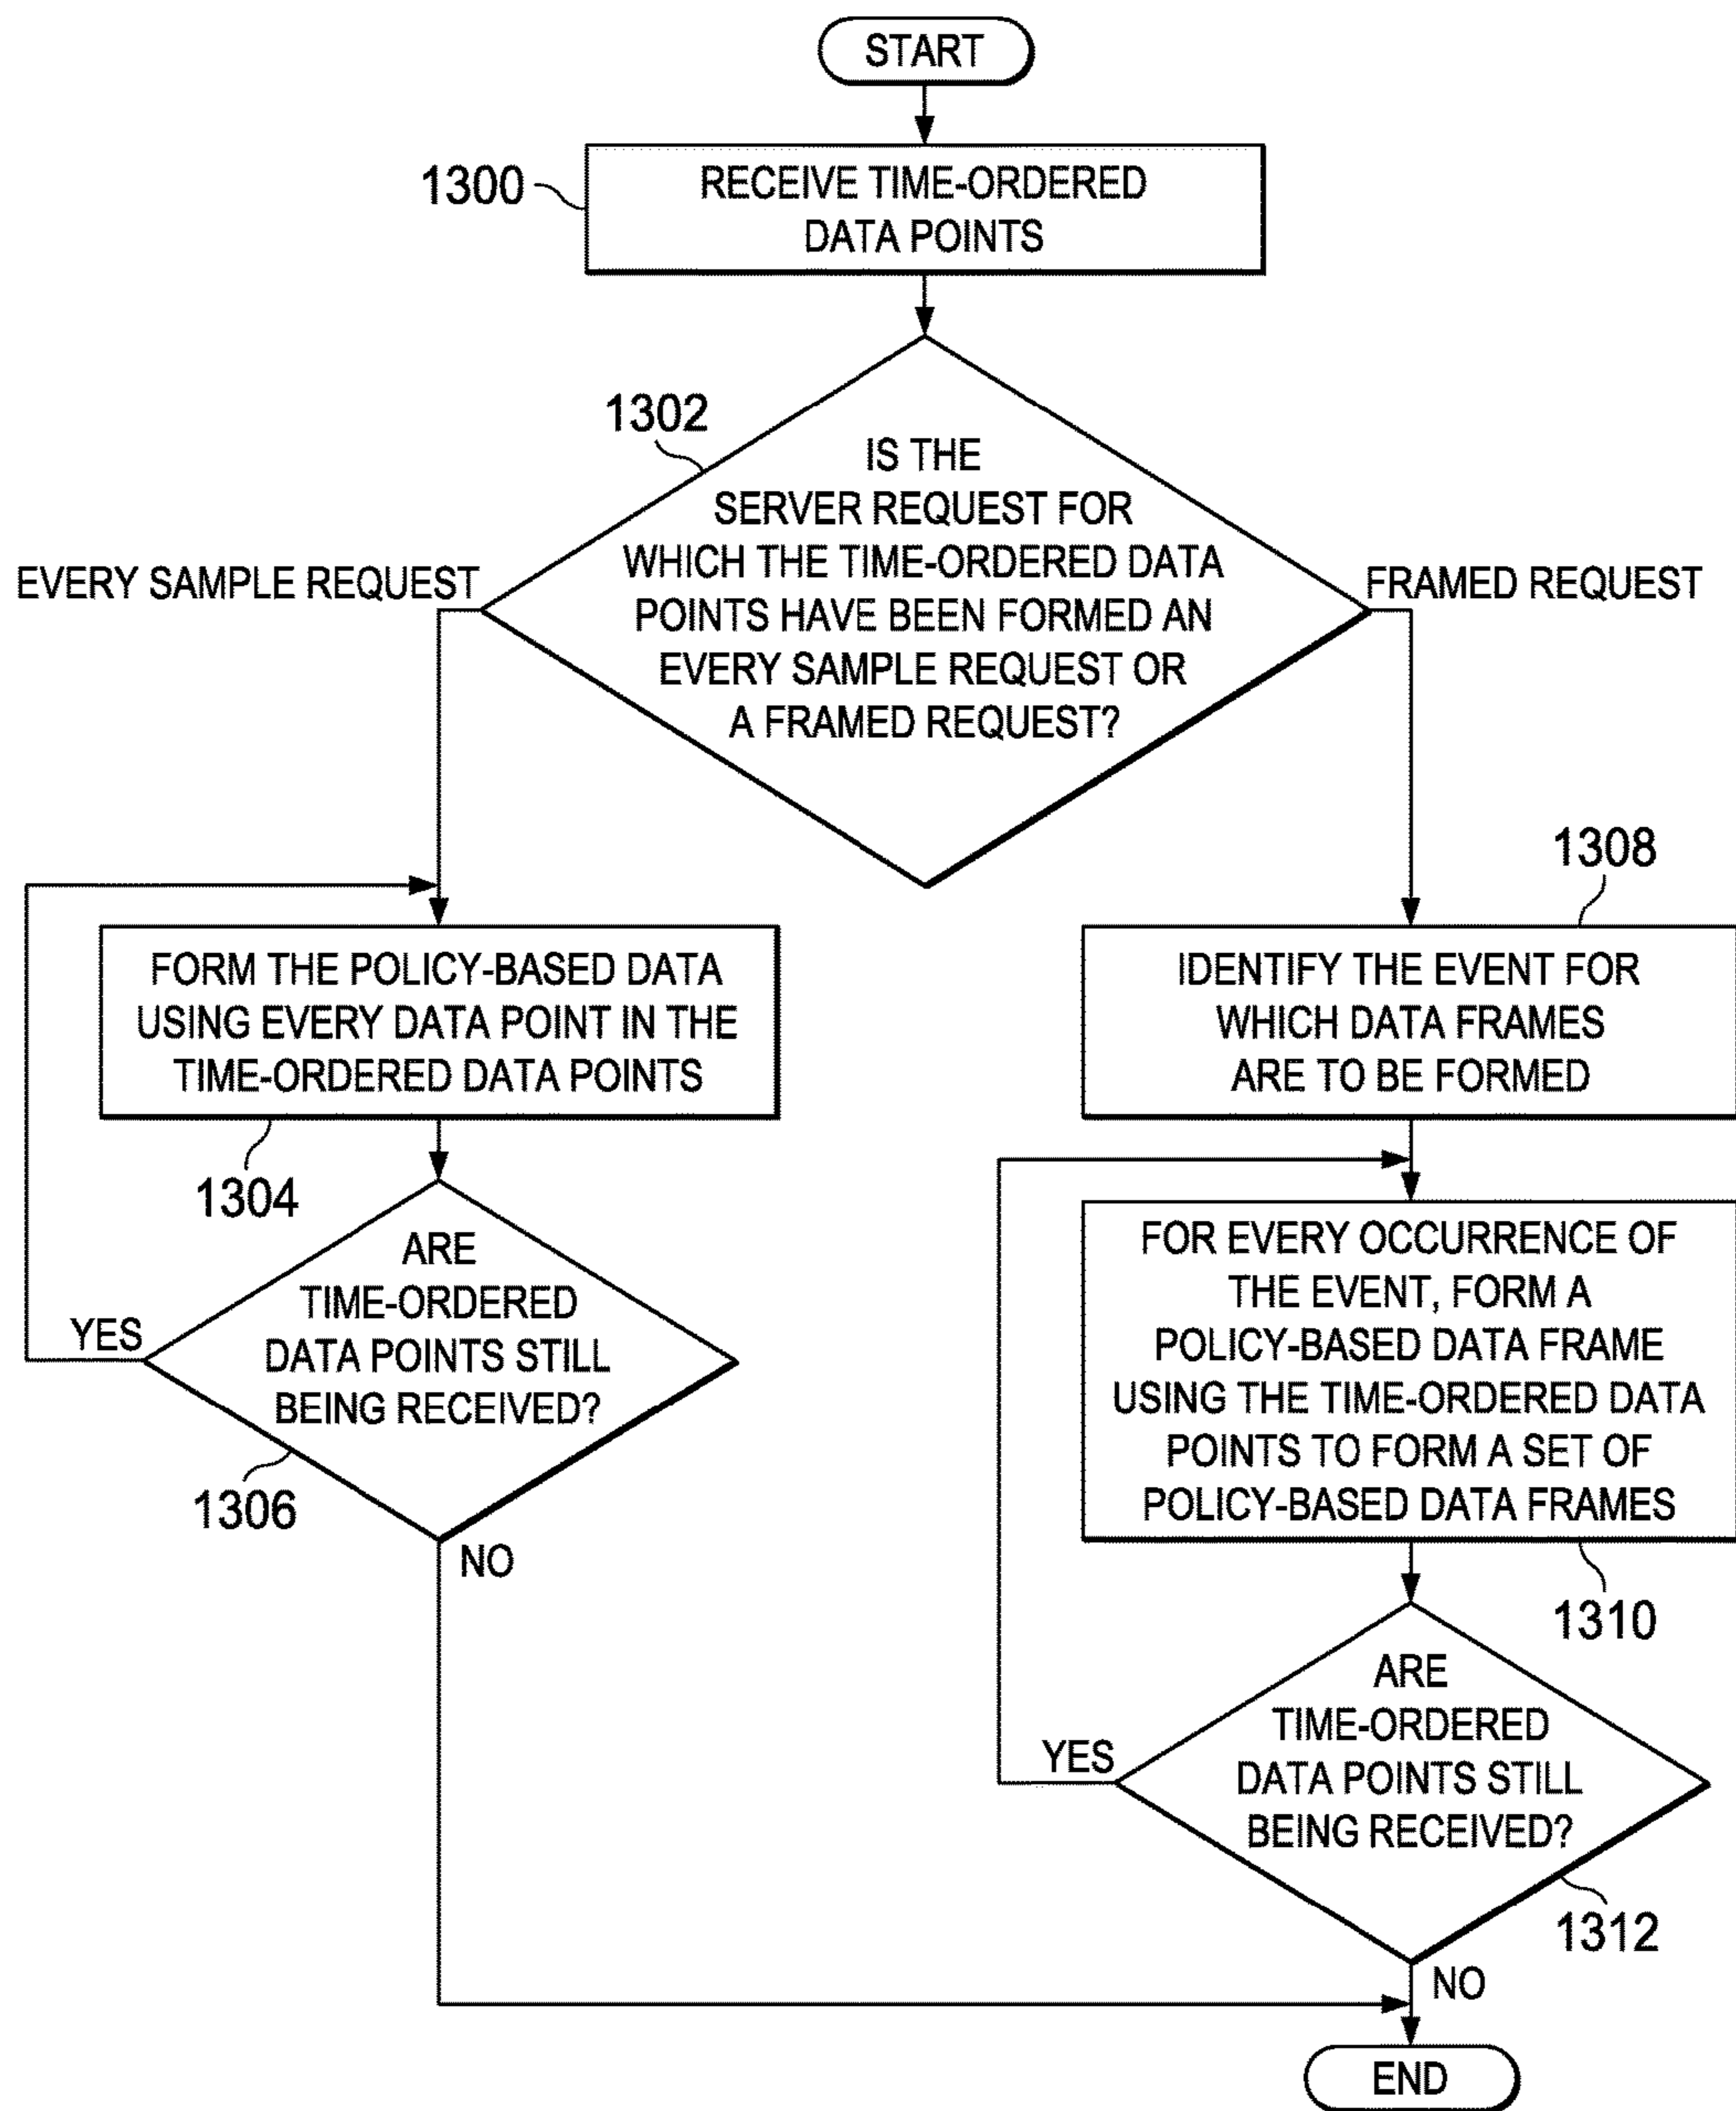 START
1300
RECEIVE TIME-ORDERED
DATA POINTS
1302
IS THE
SERVER REQUEST FOR
WHICH THE TIME-ORDERED DATA
POINTS HAVE BEEN FORMED AN
EVERY SAMPLE REQUEST OR
A FRAMED REQUEST?
EVERY SAMPLE REQUEST
FRAMED REQUEST
FORM THE POLICY-BASED DATA
USING EVERY DATA POINT IN THE
TIME-ORDERED DATA POINTS
1304
ARE
TIME-ORDERED
DATA POINTS STILL
BEING RECEIVED?
YES
1306
NO
1308
IDENTIFY THE EVENT FOR
WHICH DATA FRAMES
ARE TO BE FORMED
FOR EVERY OCCURRENCE OF
THE EVENT, FORM A
POLICY-BASED DATA FRAME
USING THE TIME-ORDERED DATA
POINTS TO FORM A SET OF
POLICY-BASED DATA FRAMES
1310
ARE
TIME-ORDERED
DATA POINTS STILL
BEING RECEIVED?
YES
1312
NO
END